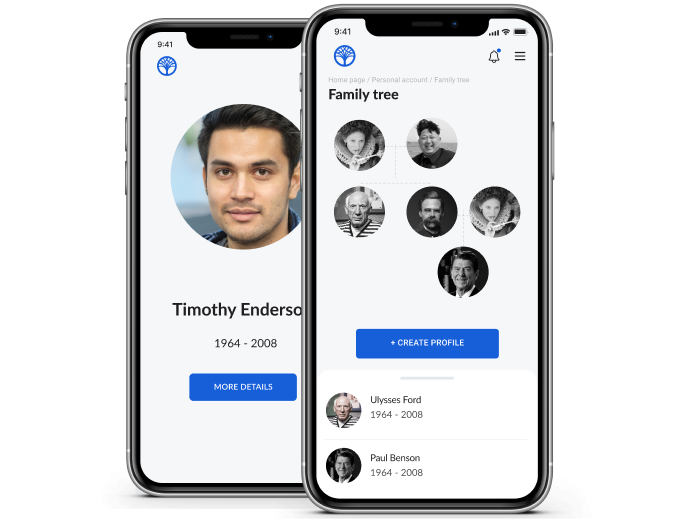 9:41
Timothy Enderso
1964 - 2008
MORE DETAILS
9:41
Home page / Personal account / Family tree
Family tree
+ CREATE PROFILE
Ulysses Ford
1964 - 2008
Paul Benson
1964 - 2008